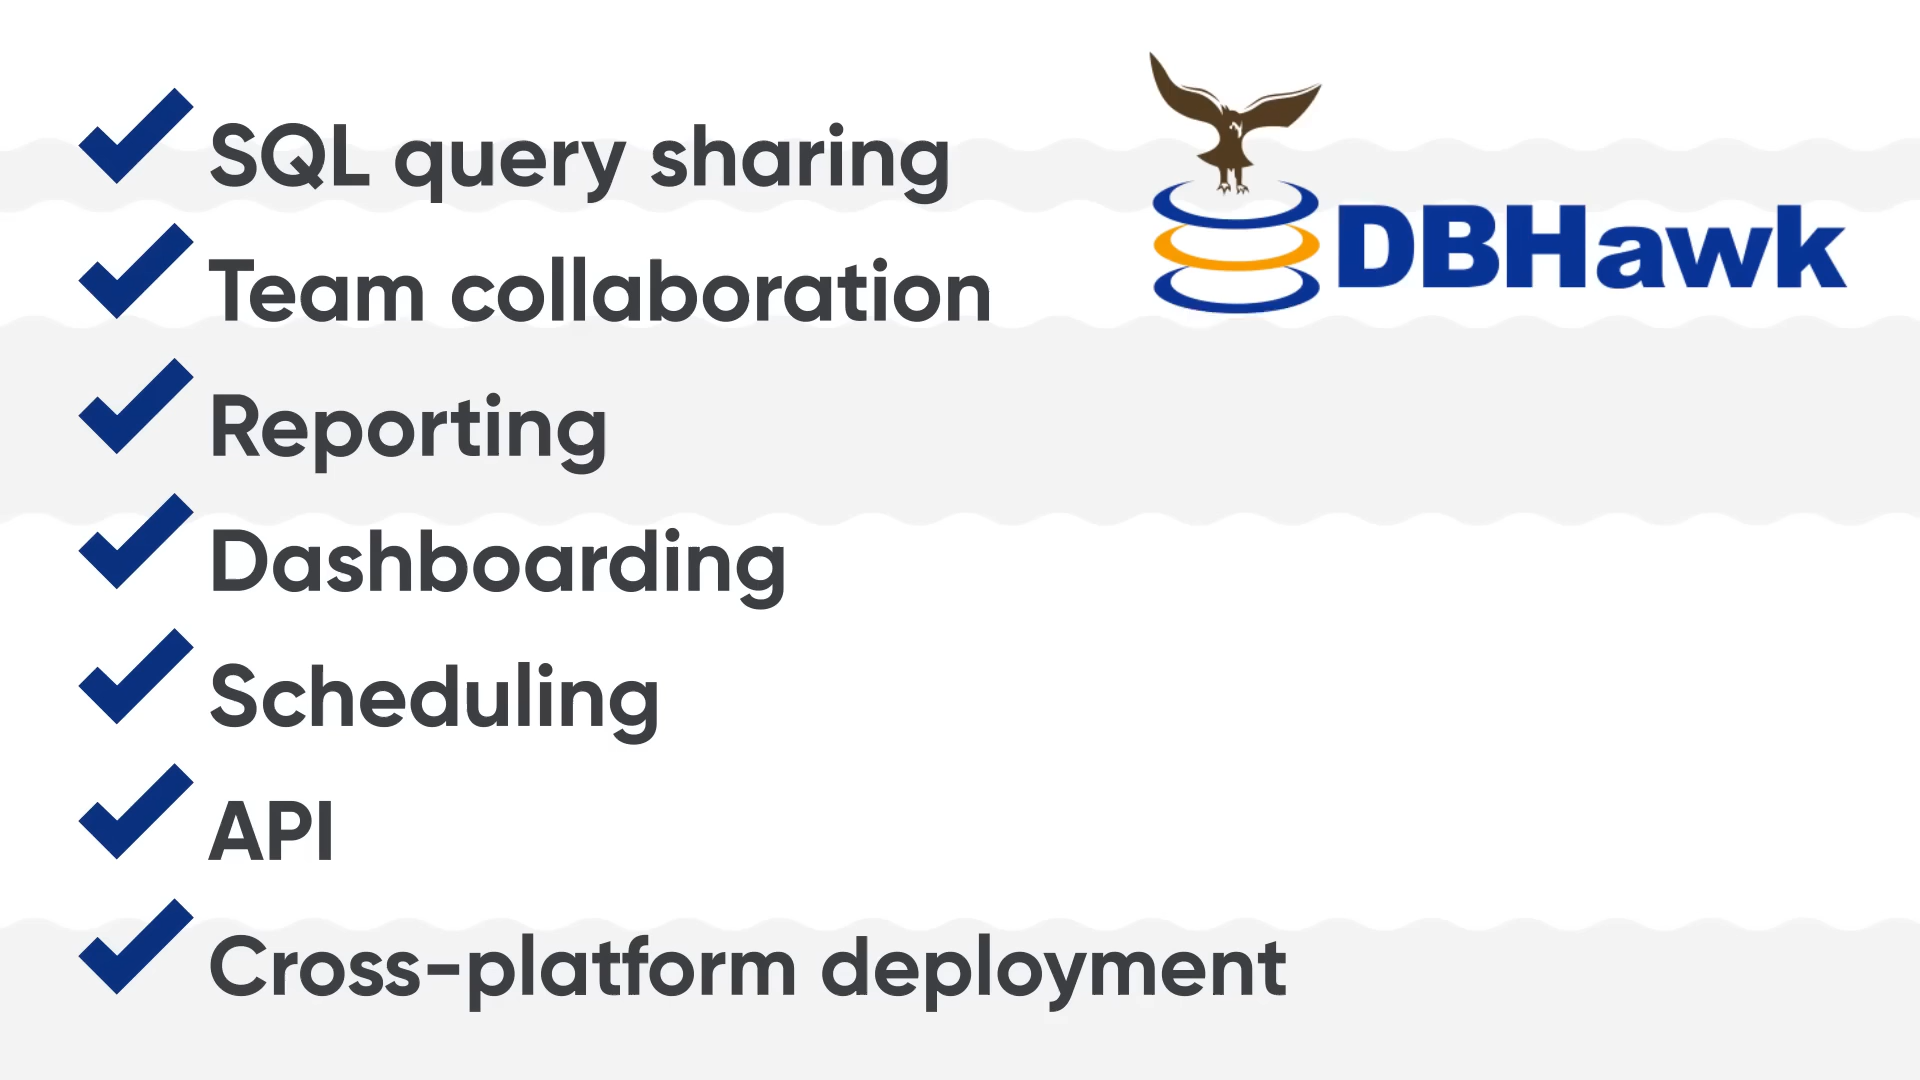 SQL query sharing
DBHawk
Team collaboration
Reporting
Dashboarding
Scheduling
API
Cross-platform deployment